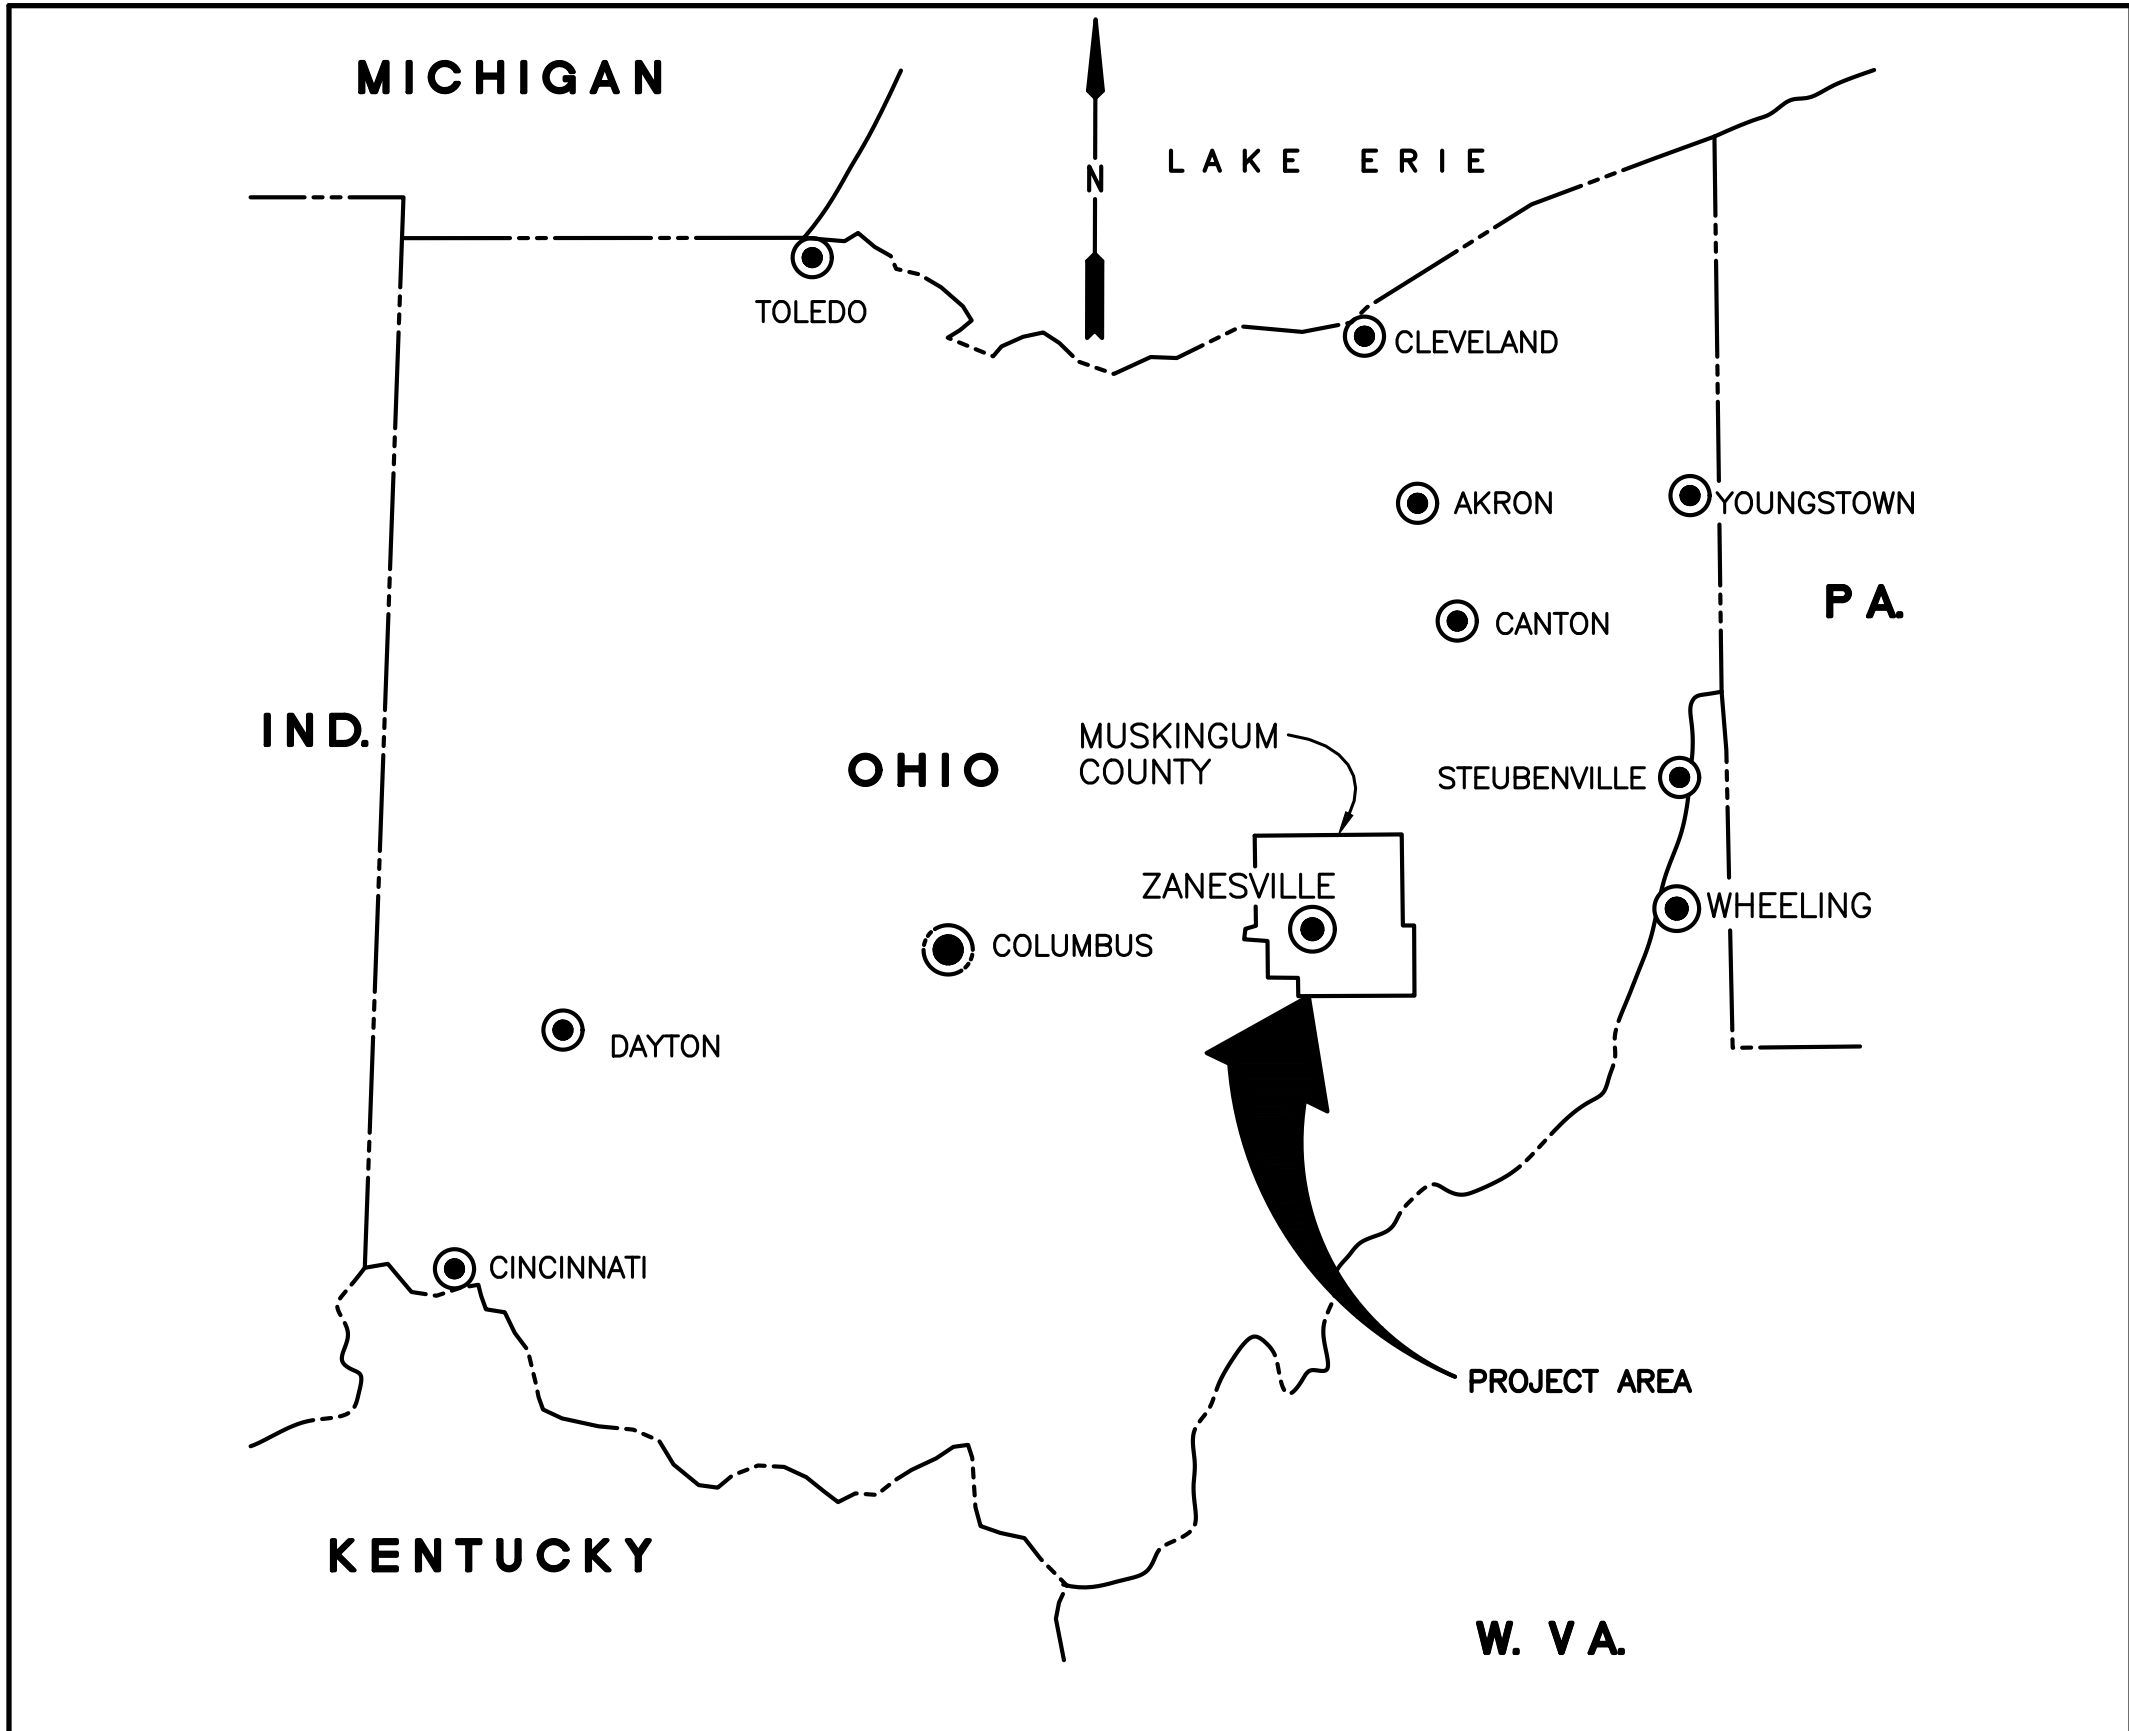 MICHIGAN
LAKE ERIE
N
TOLEDO
CLEVELAND
AKRON
YOUNGSTOWN
PA.
CANTON
IND.
OHIO
MUSKINGUM
COUNTY
STEUBENVILLE
ZANESVILLE
WHEELING
COLUMBUS
DAYTON
CINCINNATI
PROJECT AREA
KENTUCKY
W. VA.